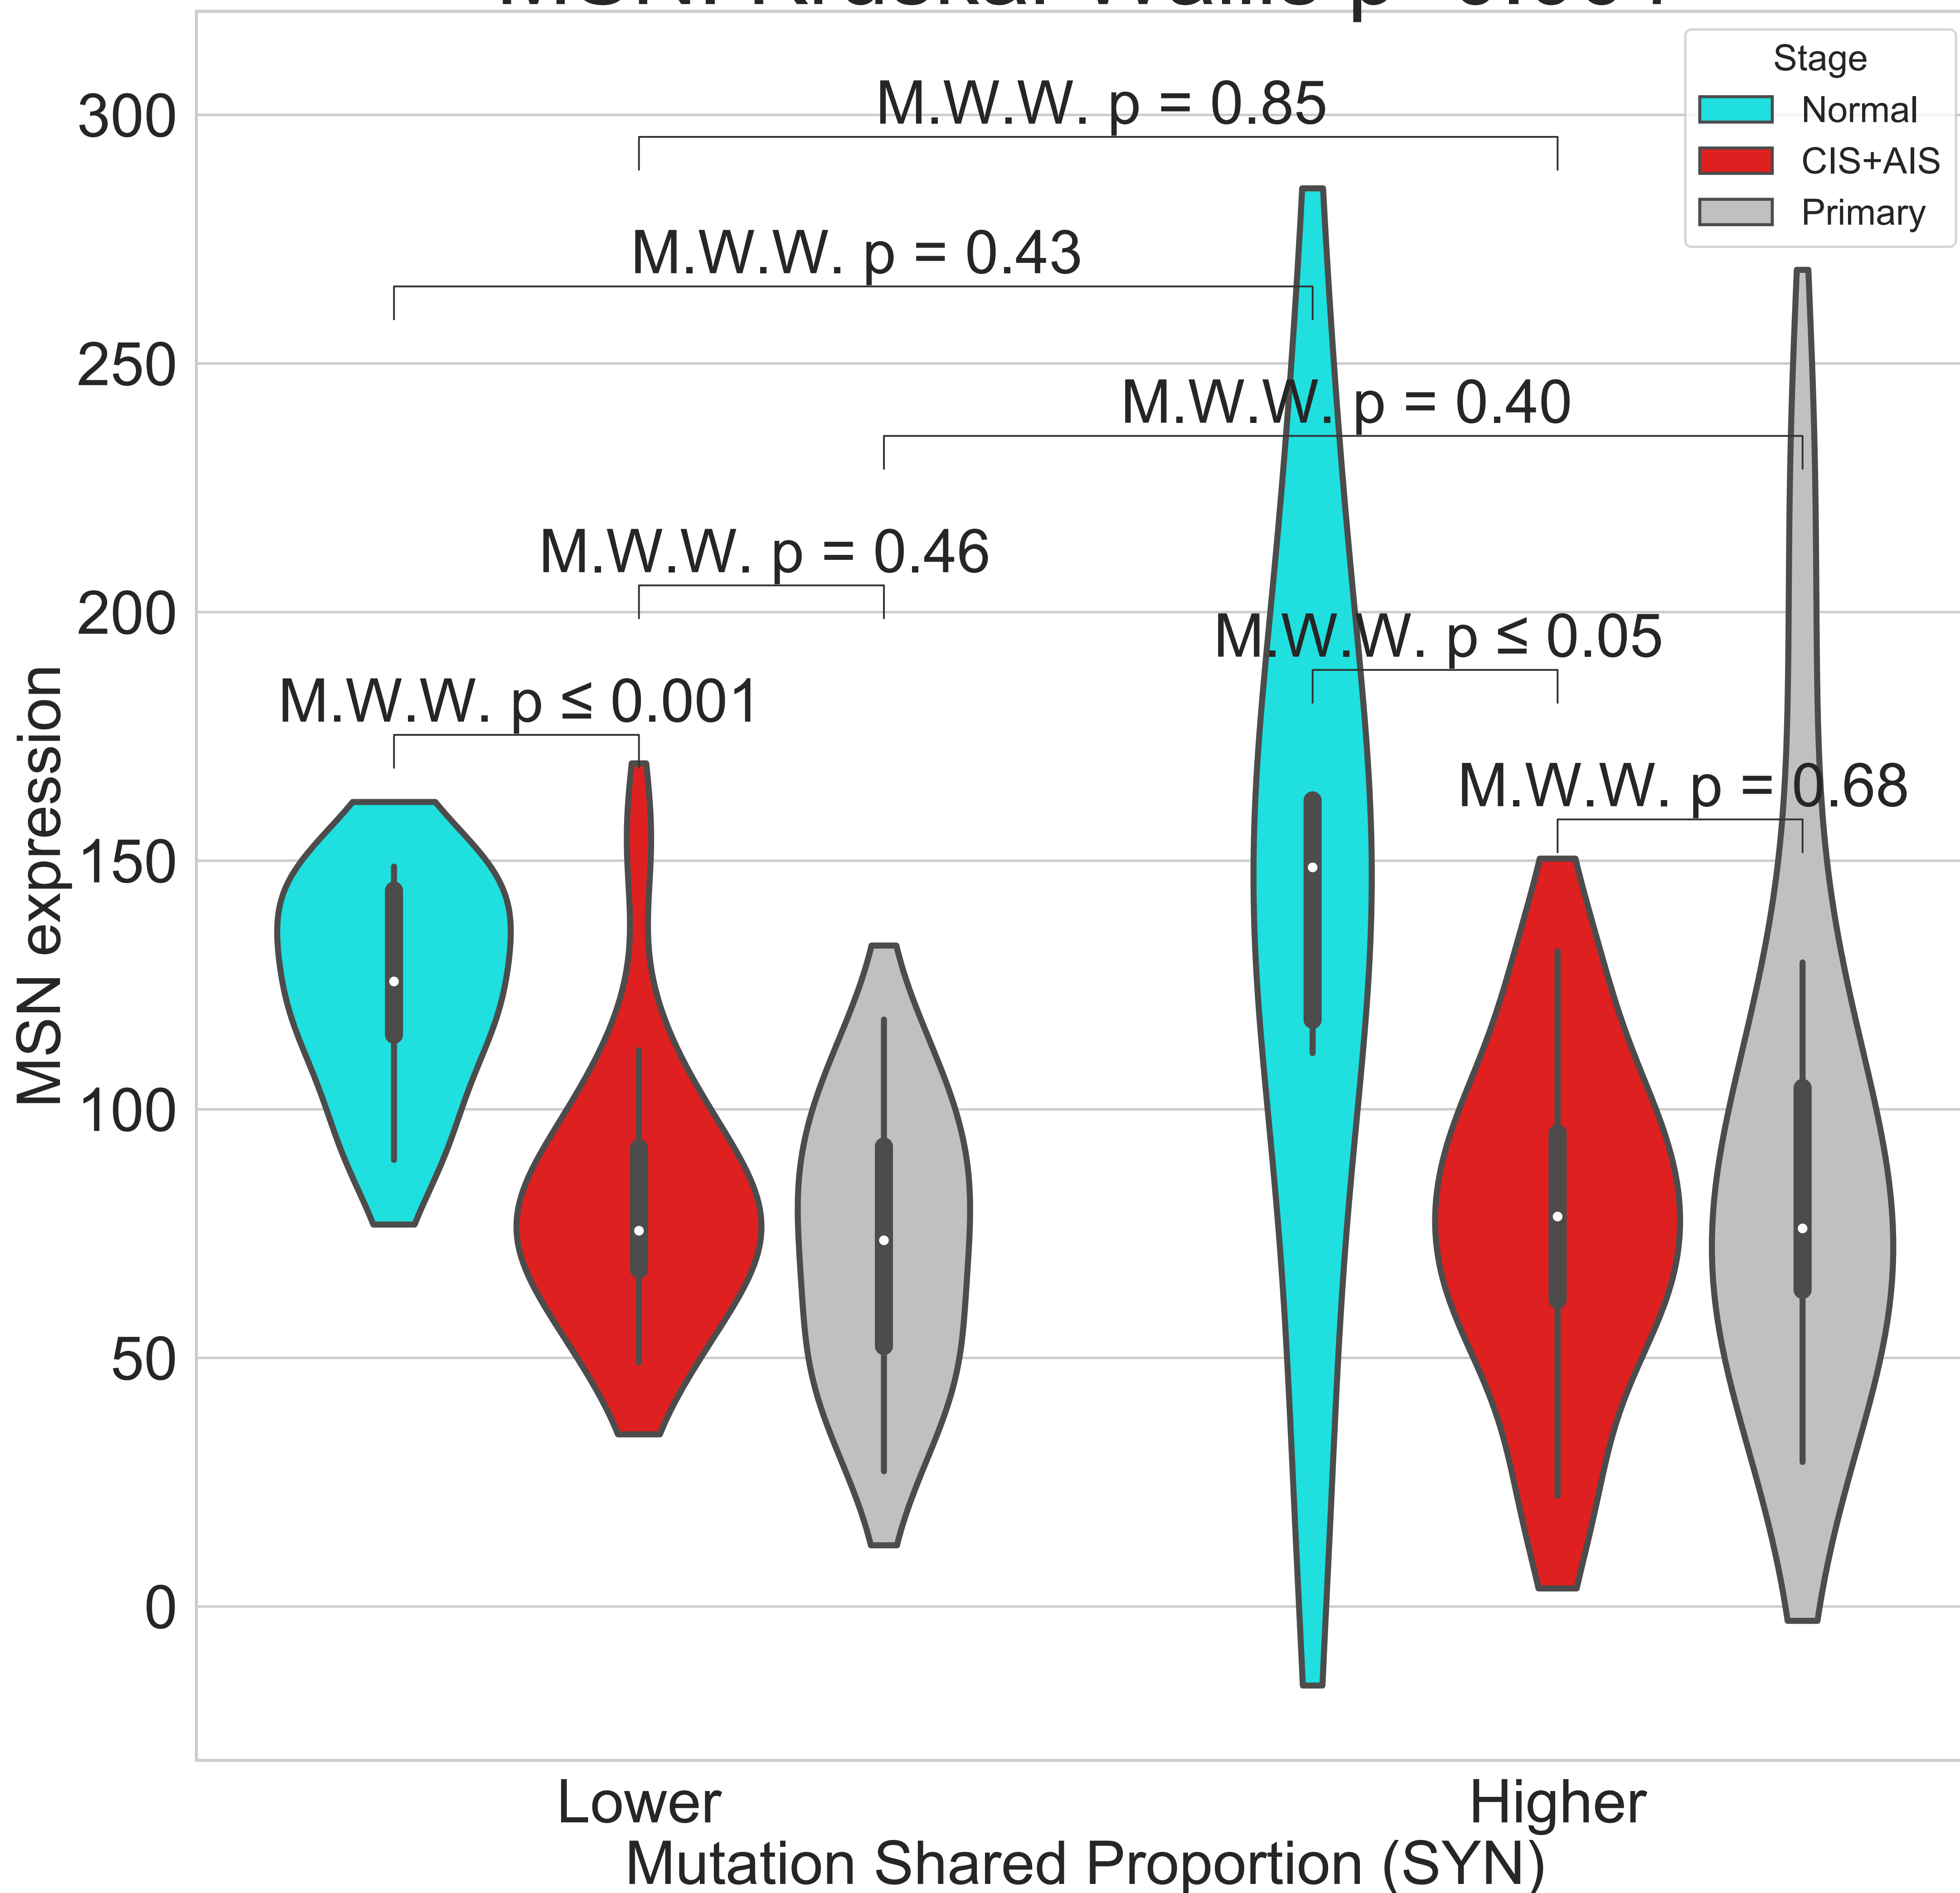 Stage
Normal
CIS+AIS
Primary
M.W.W. p = 0.85
M.W.W. p = 0.43
M.W.W. p = 0.40
M.W.W. p = 0.46
M.W.W. p ≤ 0.05
M.W.W. p ≤ 0.001
M.W.W. p = 0.68
300
250
200
150
100
50
0
MSN expression
Lower
Higher
Mutation Shared Proportion (SYN)